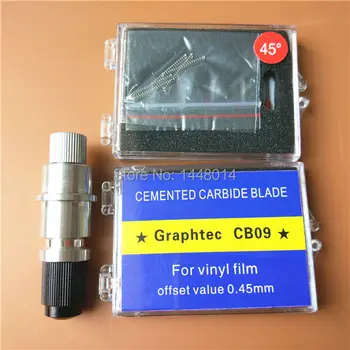 45°
Store No: 1448014
CEMENTED CARBIDE BLADE
★ Graphtec CB09 ★
For vinyl film
offset value 0.45mm